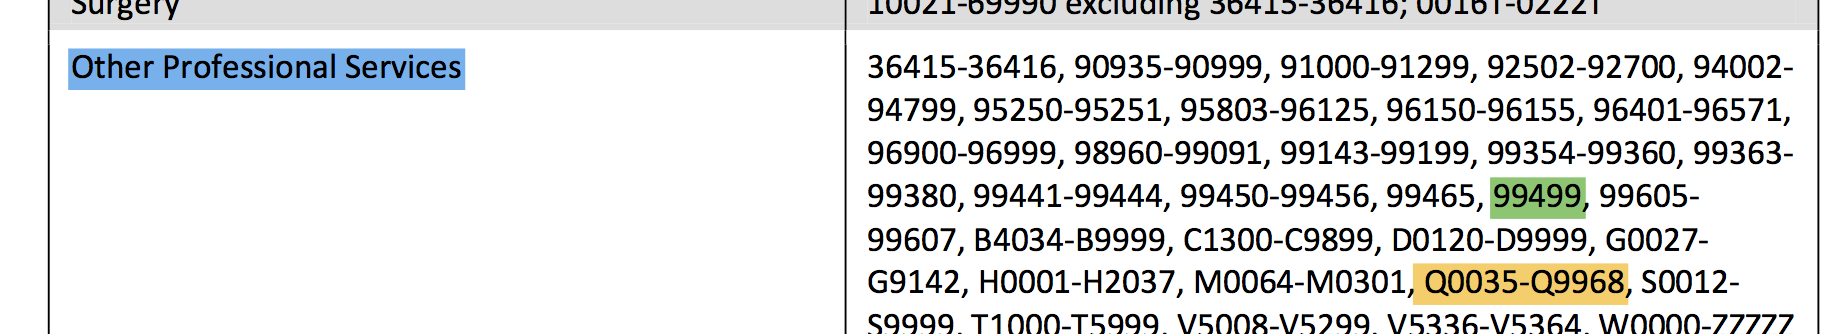 Surgery
10021-69990 excluding 36415-36416; 0016T-0222T
Other Professional Services
36415-36416, 90935-90999, 91000-91299, 92502-92700, 94002-
94799, 95250-95251, 95803-96125, 96150-96155, 96401-96571,
96900-96999, 98960-99091, 99143-99199, 99354-99360, 99363-
99380, 99441-99444, 99450-99456, 99465, 99499, 99605-
99607, B4034-B9999, C1300-C9899, D0120-D9999, G0027-
G9142, H0001-H2037, M0064-M0301, Q0035-Q9968, S0012-
S9999, T1000-T5999, V5008-V5299, V5336-V5364, W0000-ZZZZZ